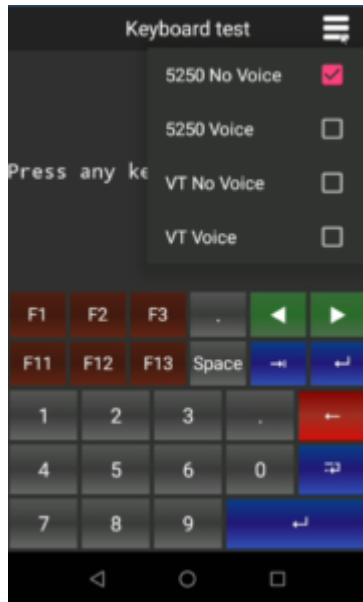 Keyboard test
5250 No Voice
5250 Voice
Press any ke
VT No Voice
VT Voice
F1 F2 F3 .
F11 F12 F13 Space
1 2 3 .
4 5 6 0
7 8 9